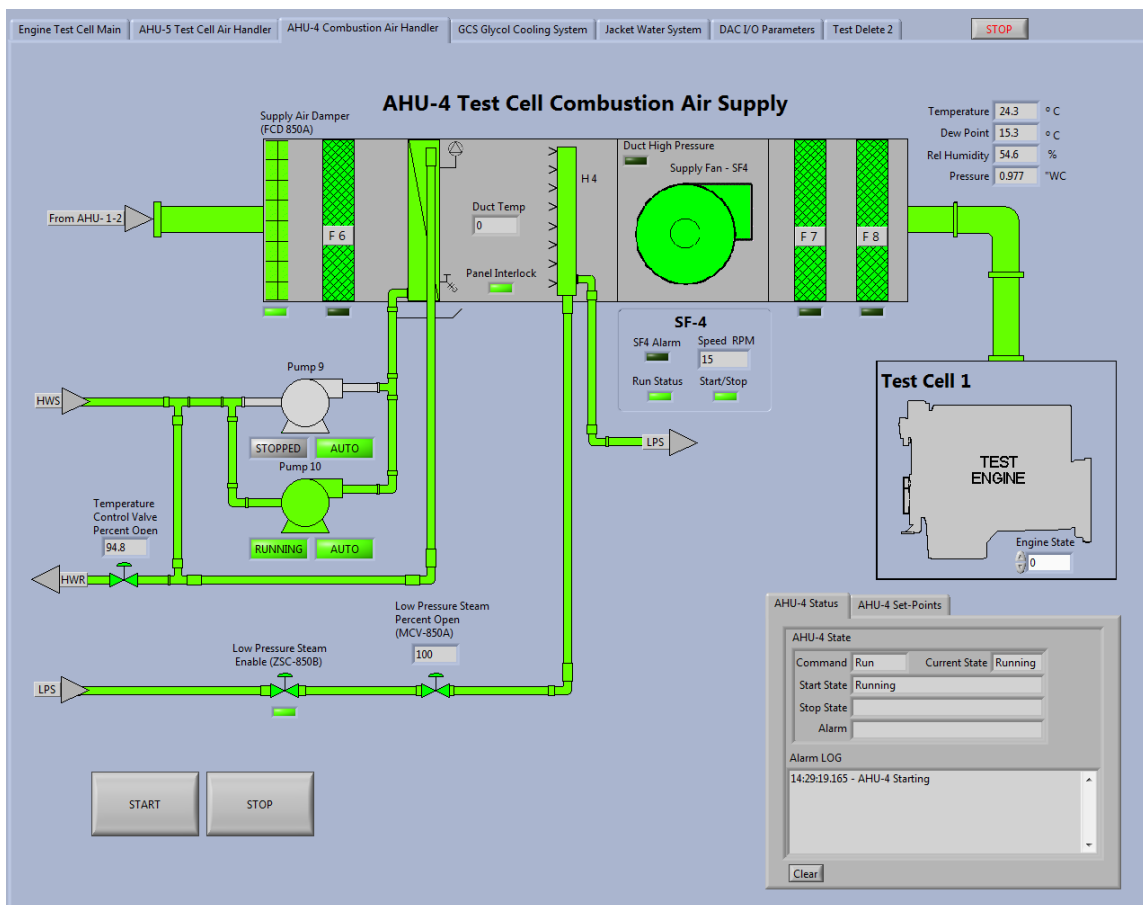 Engine Test Cell Main
AHU-5 Test Cell Air Handler
AHU-4 Combustion Air Handler
GCS Glycol Cooling System
Jacket Water System
DAC I/O Parameters
Test Delete 2
STOP
AHU-4 Test Cell Combustion Air Supply
Temperature 24.3 º C
Dew Point 15.3 º C
Rel Humidity 54.6 %
Pressure 0.977 "WC
Supply Air Damper
(FCD 850A)
Duct High Pressure
Supply Fan - SF4
H 4
From AHU- 1-2
Duct Temp
0
F 6
F 7
F 8
Panel Interlock
SF-4
SF4 Alarm
Speed RPM
15
Run Status
Start/Stop
Pump 9
HWS
STOPPED
AUTO
LPS
Pump 10
RUNNING
AUTO
Temperature
Control Valve
Percent Open
94.8
HWR
Test Cell 1
TEST
ENGINE
Engine State
0
Low Pressure Steam
Percent Open
(MCV-850A)
100
Low Pressure Steam
Enable (ZSC-850B)
LPS
AHU-4 Status
AHU-4 Set-Points
AHU-4 State
Command Run
Current State Running
Start State Running
Stop State
Alarm
Alarm LOG
14:29:19.165 - AHU-4 Starting
Clear
START
STOP